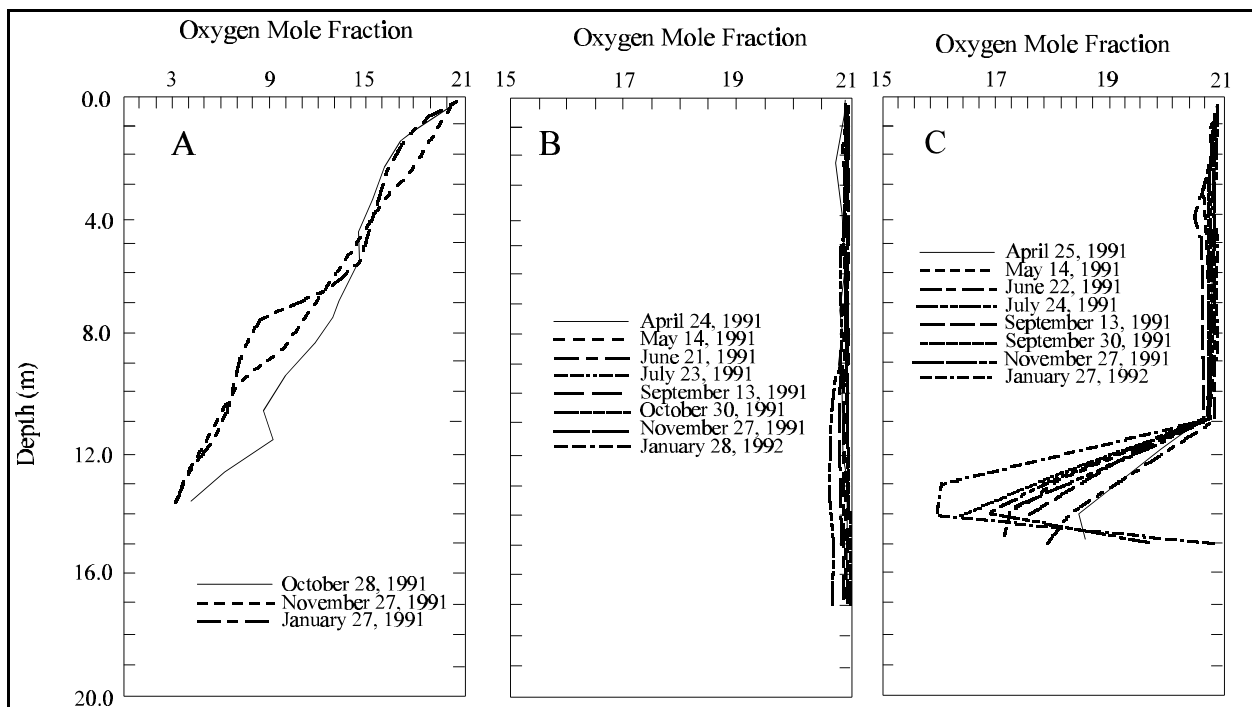 Oxygen Mole Fraction
3 9 15 21
Oxygen Mole Fraction
15 17 19 21
Oxygen Mole Fraction
15 17 19 21
Depth (m)
0.0
4.0
8.0
12.0
16.0
20.0
A
October 28, 1991
November 27, 1991
January 27, 1991
B
April 24, 1991
May 14, 1991
June 21, 1991
July 23, 1991
September 13, 1991
October 30, 1991
November 27, 1991
January 28, 1992
C
April 25, 1991
May 14, 1991
June 22, 1991
July 24, 1991
September 13, 1991
September 30, 1991
November 27, 1991
January 27, 1992